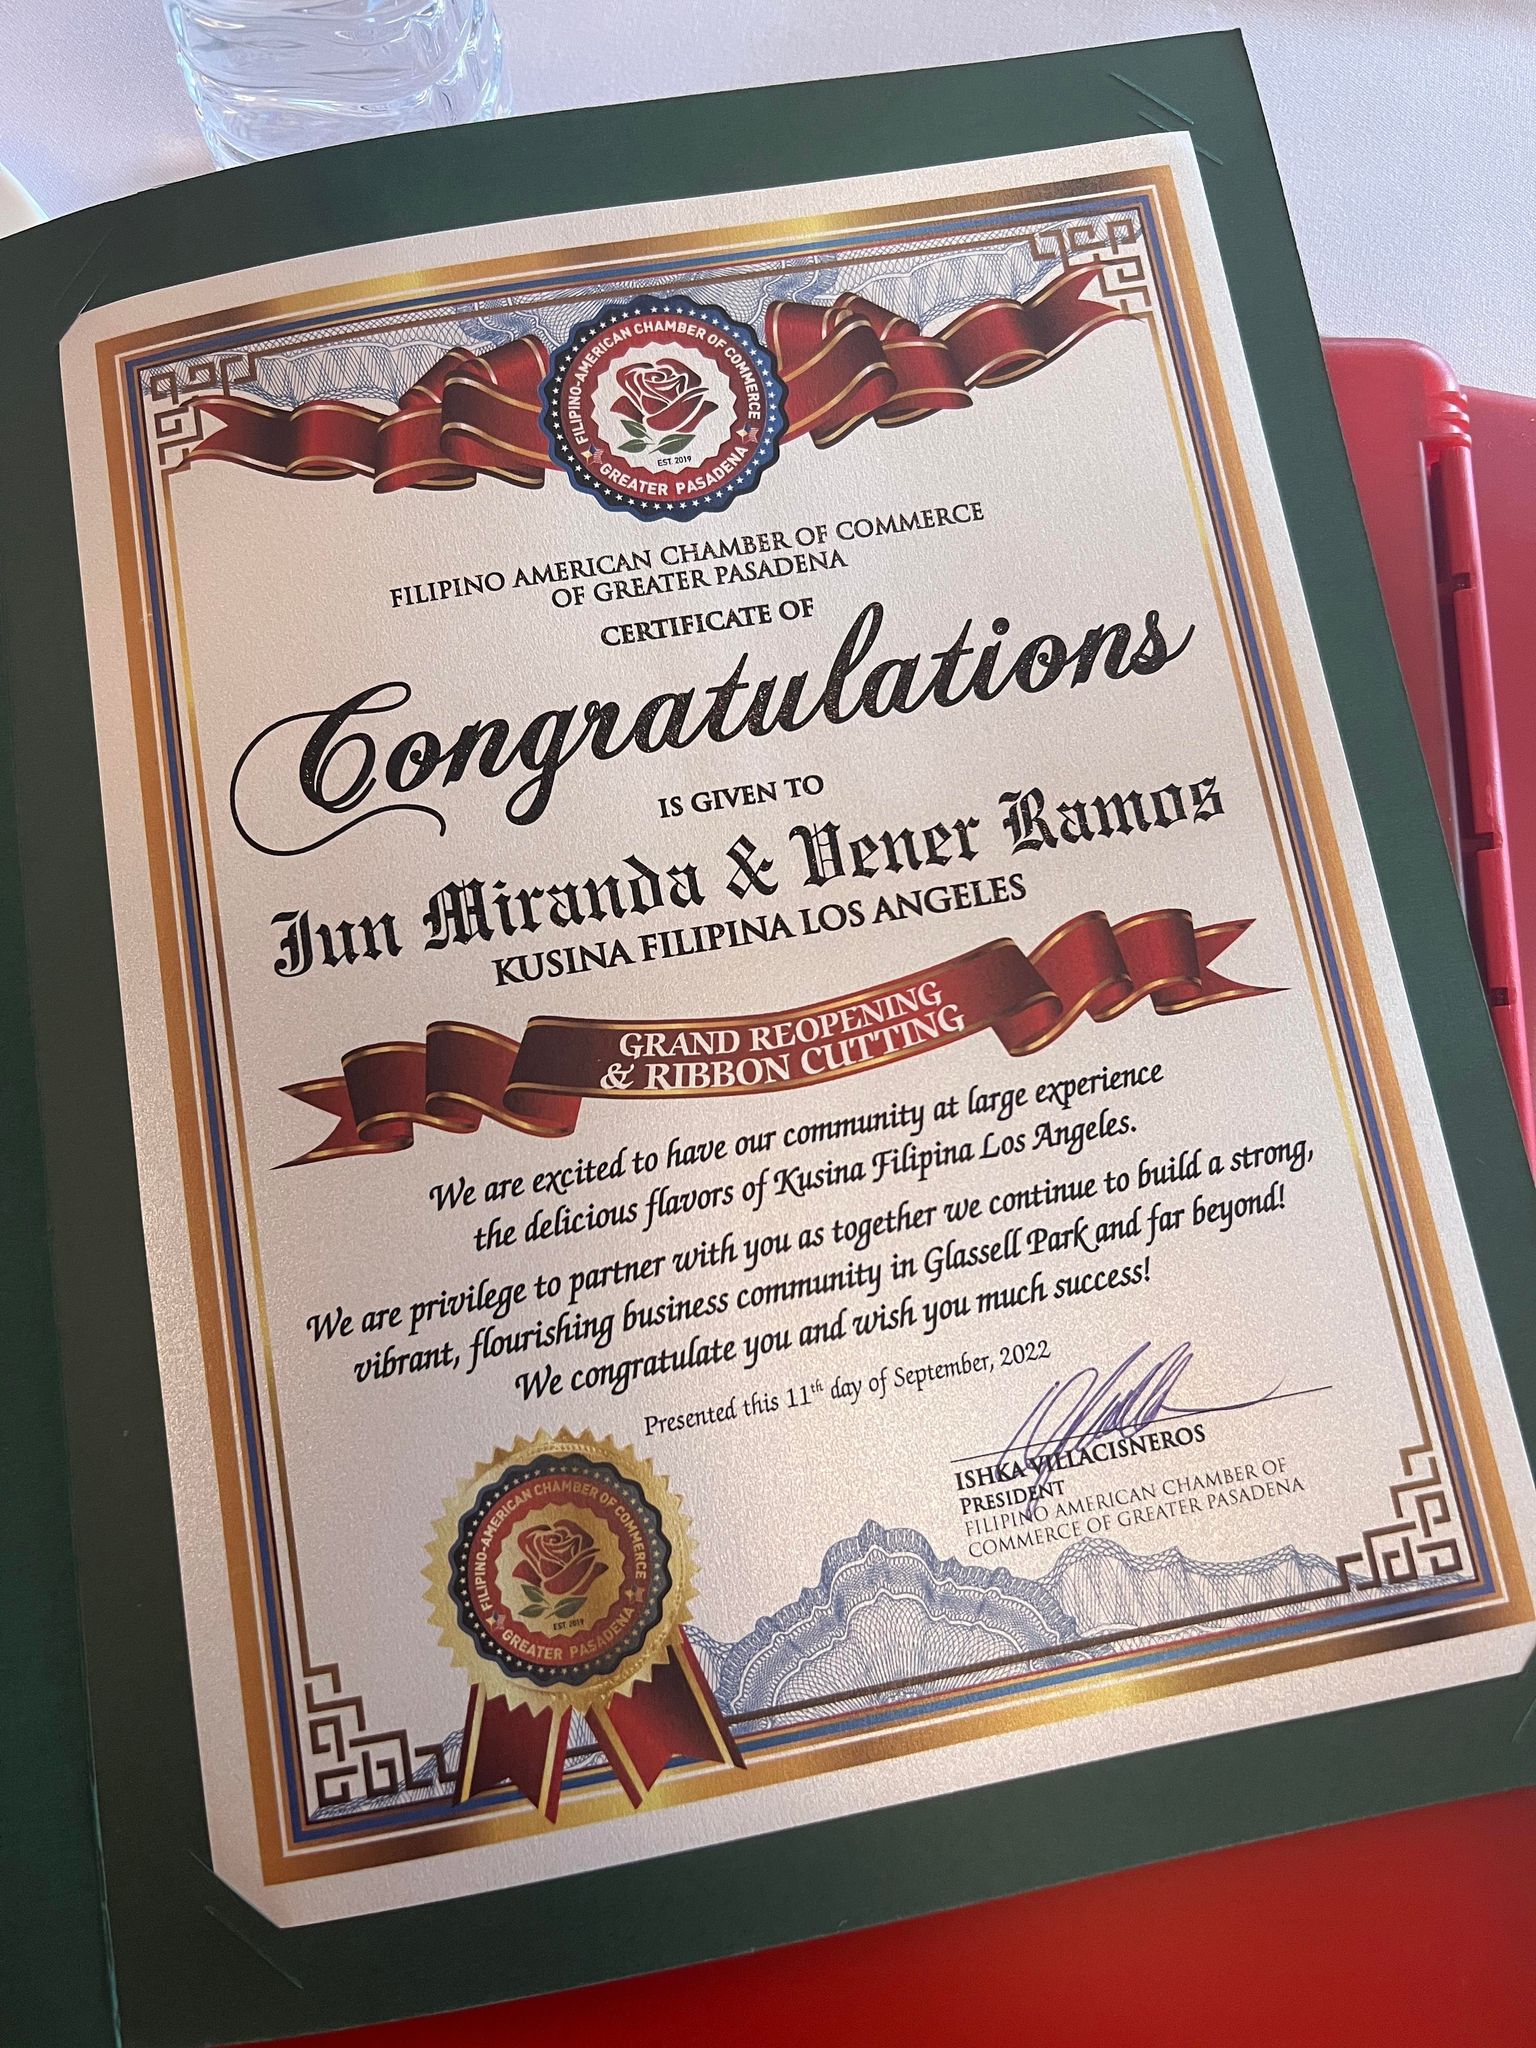 FILIPINO-AMERICAN CHAMBER OF COMMERCE
EST. 2019
GREATER PASADENA
FILIPINO AMERICAN CHAMBER OF COMMERCE
OF GREATER PASADENA
CERTIFICATE OF
Congratulations
IS GIVEN TO
Jun Miranda & Vener Ramos
KUSINA FILIPINA LOS ANGELES
GRAND REOPENING
& RIBBON CUTTING
We are excited to have our community at large experience
the delicious flavors of Kusina Filipina Los Angeles.
We are privilege to partner with you as together we continue to build a strong,
vibrant, flourishing business community in Glassell Park and far beyond!
We congratulate you and wish you much success!
Presented this 11th day of September, 2022
ISHKA VILLACISNEROS
PRESIDENT
FILIPINO AMERICAN CHAMBER OF
COMMERCE OF GREATER PASADENA
FILIPINO-AMERICAN CHAMBER OF COMMERCE
EST. 2019
GREATER PASADENA